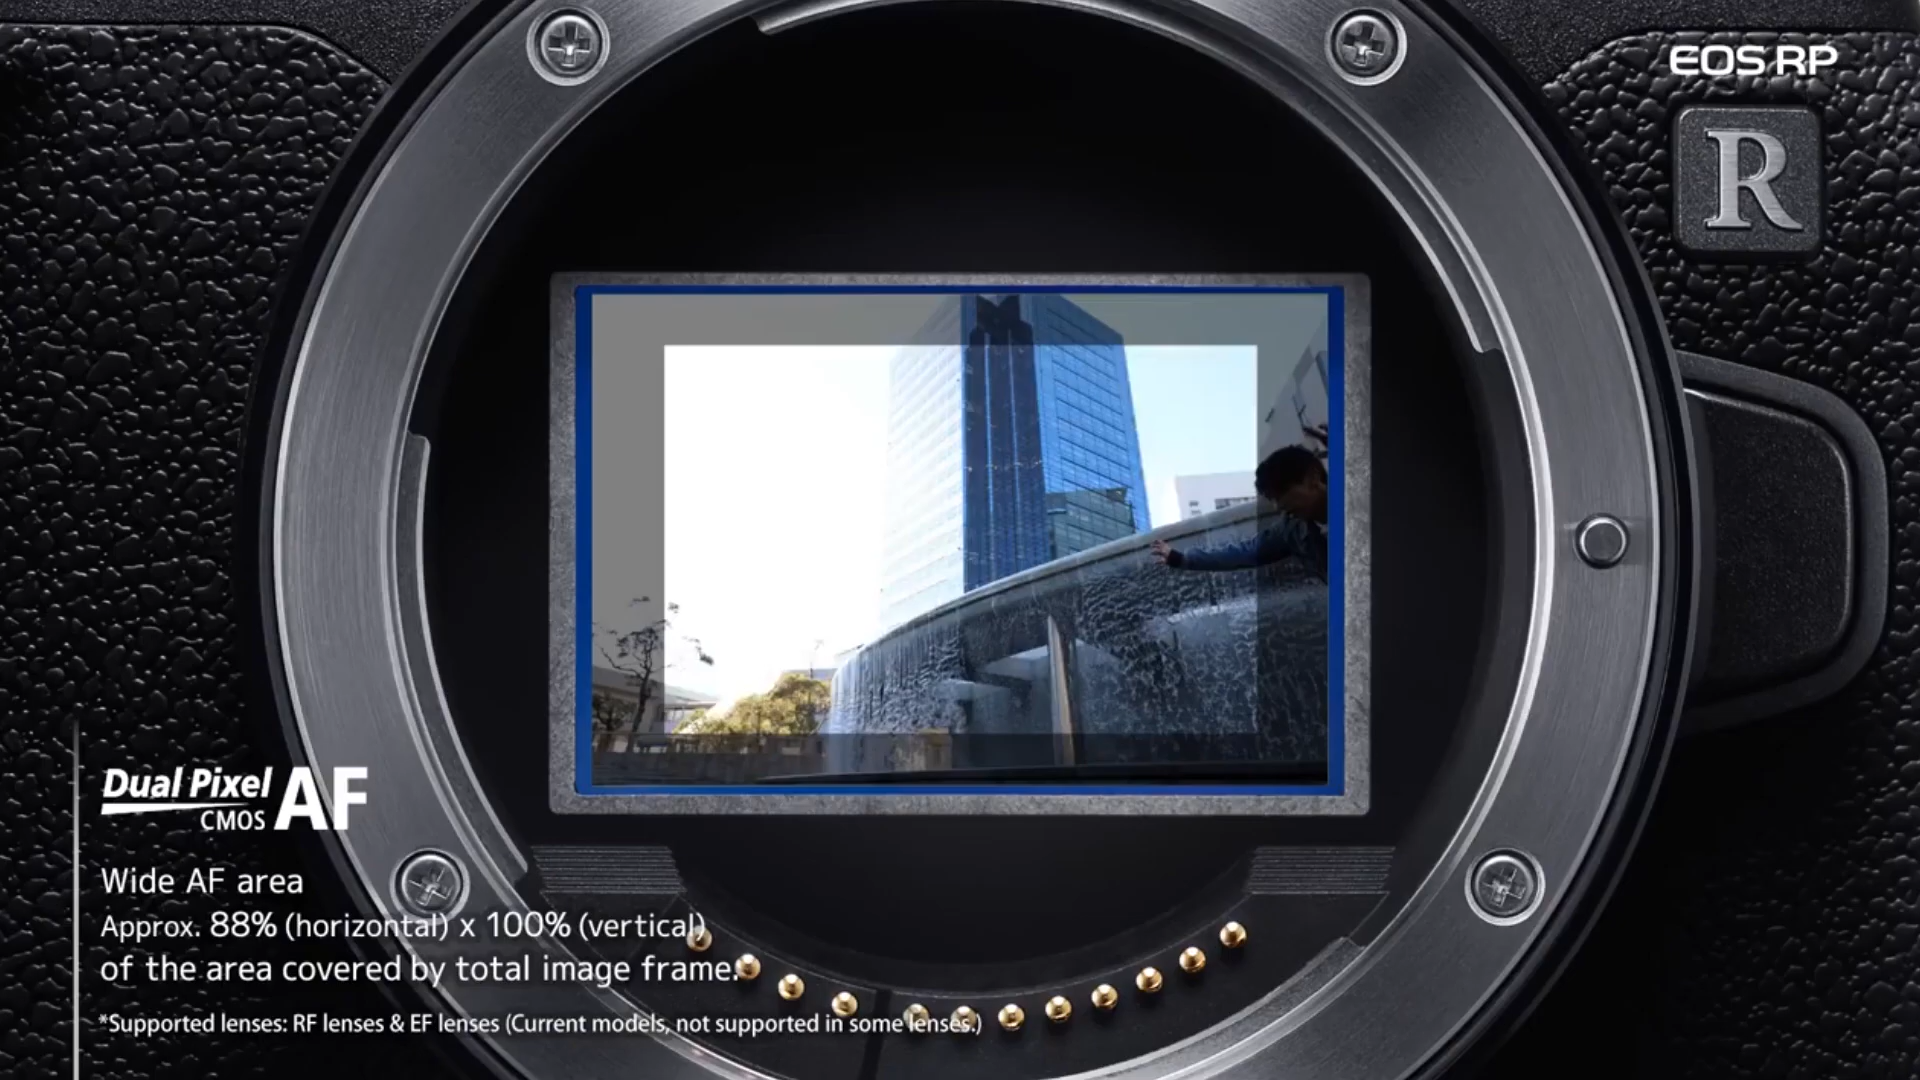 EOS RP
R
Dual Pixel
CMOS AF
Wide AF area
Approx. 88% (horizontal) x 100% (vertical)
of the area covered by total image frame.
*Supported lenses: RF lenses & EF lenses (Current models, not supported in some lenses.)